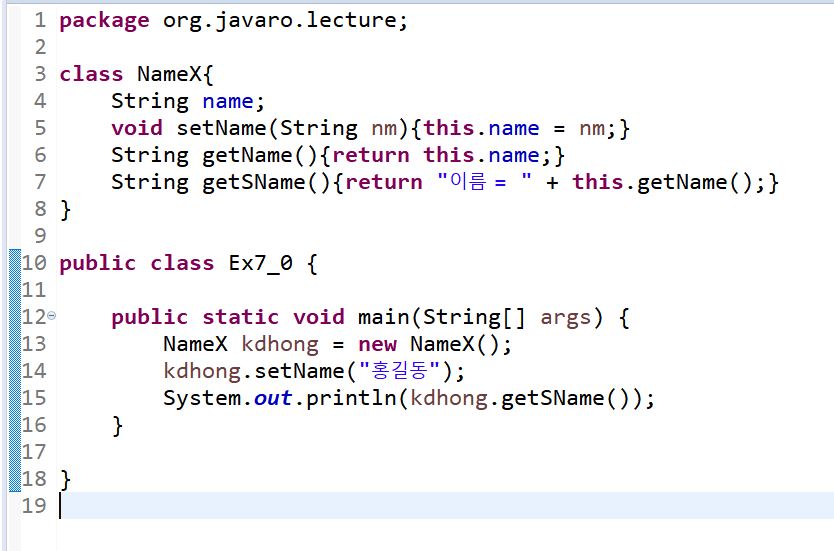 1 package org.javaro.lecture;
2
3 class NameX{
4     String name;
5     void setName(String nm){this.name = nm;}
6     String getName(){return this.name;}
7     String getSName(){return "이름 = " + this.getName();}
8 }
9
10 public class Ex7_0 {
11
12     public static void main(String[] args) {
13         NameX kdhong = new NameX();
14         kdhong.setName("홍길동");
15         System.out.println(kdhong.getSName());
16     }
17
18 }
19